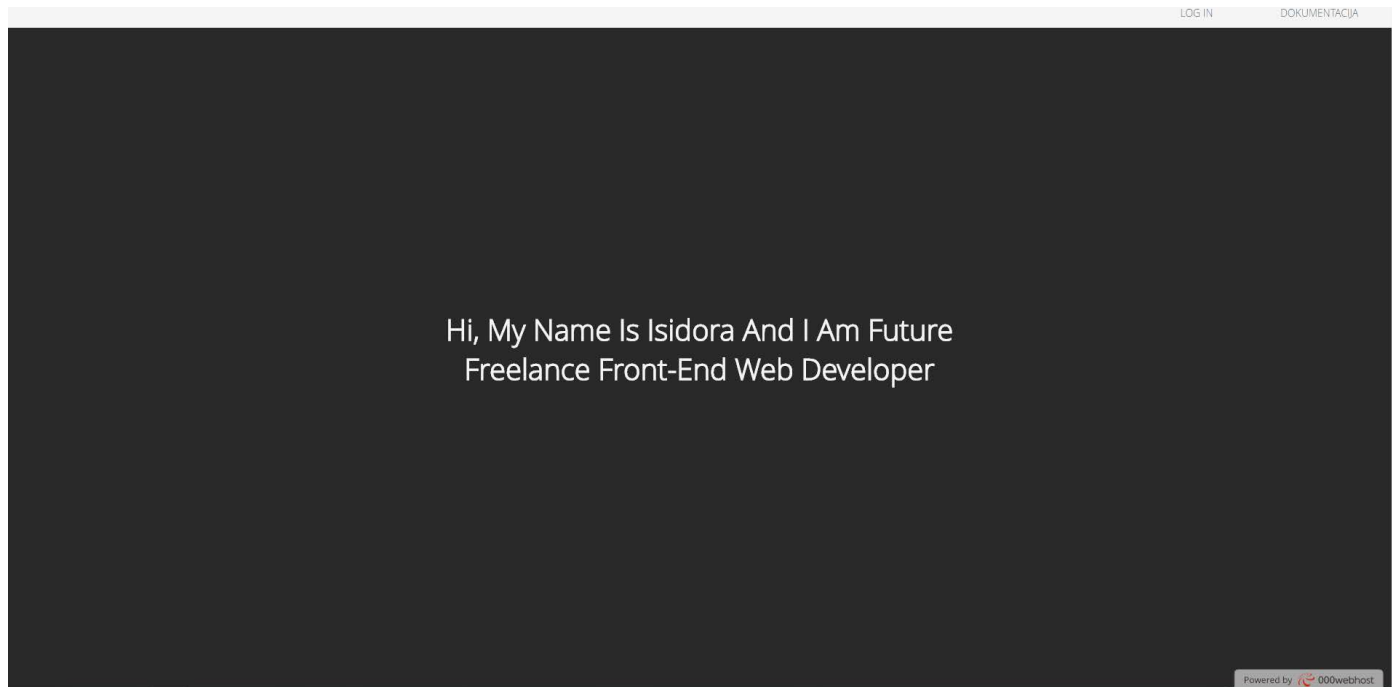 LOG IN DOKUMENTACIJA
Hi, My Name Is Isidora And I Am Future
Freelance Front-End Web Developer
Powered by 000webhost